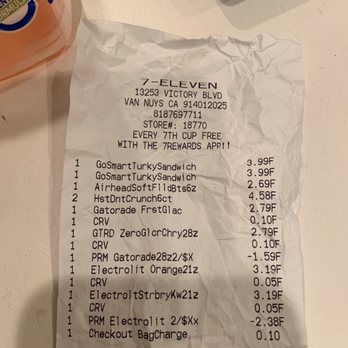 7-ELEVEN
13253 VICTORY BLVD
VAN NUYS CA 914012025
8187697711
STORE#: 18770
EVERY 7TH CUP FREE
WITH THE 7REWARDS APP!!
1 GoSmartTurkySandwich 3.99F
1 GoSmartTurkySandwich 3.99F
1 AirheadSoftFlldBts6z 2.69F
2 HstDntCrunch6ct 4.58F
1 Gatorade FrstGlac 2.79F
1 CRV 0.10F
1 GTRD ZeroGlcrChry28z 2.79F
1 CRV 0.10F
1 PRM Gatorade28z2/$X -1.59F
1 Electrolit Orange21z 3.19F
1 CRV 0.05F
1 ElectroltStrbryKw21z 3.19F
1 CRV 0.05F
1 PRM Electrolit 2/$Xx -2.38F
1 Checkout BagCharge 0.10